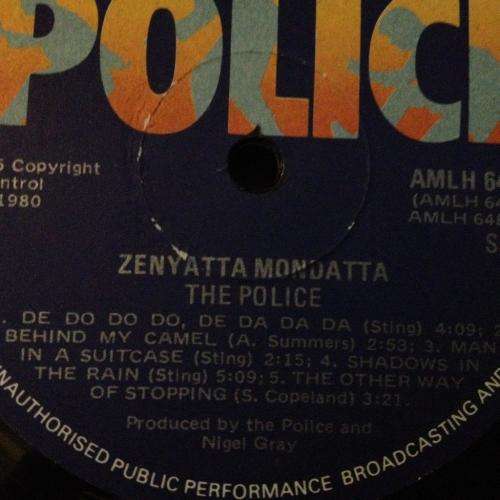 POLIC
Copyright
ntrol
1980
AMLH 64
(AMLH 64
AMLH 64
S
ZENYATTA MONDATTA
THE POLICE
. DE DO DO DO, DE DA DA DA (Sting) 4:09;
BEHIND MY CAMEL (A. Summers) 2:53; 3. MAN
IN A SUITCASE (Sting) 2:15; 4. SHADOWS IN
THE RAIN (Sting) 5:09; 5. THE OTHER WAY
OF STOPPING (S. Copeland) 3:21.
Produced by the Police and
Nigel Gray
UNAUTHORISED PUBLIC PERFORMANCE BROADCASTING AND